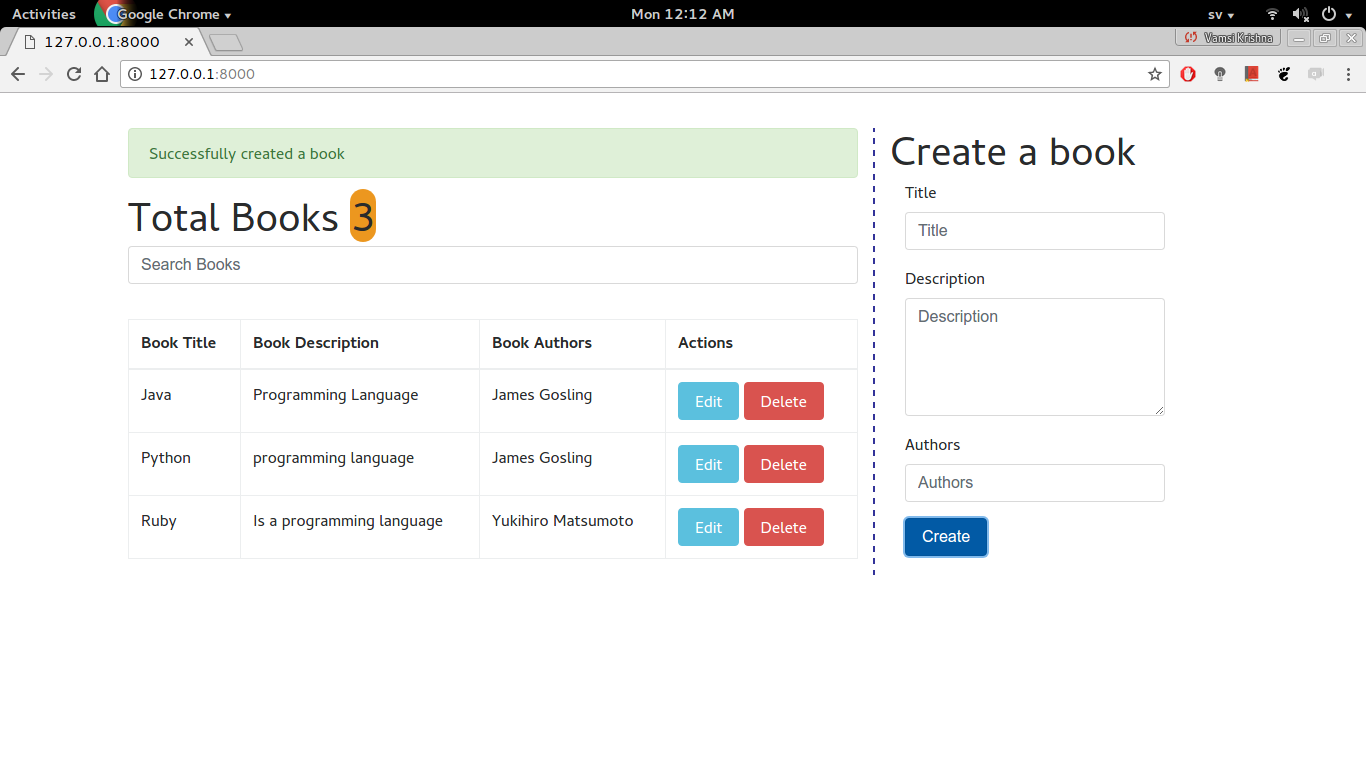 Activities Google Chrome Mon 12:12 AM sv
127.0.0.1:8000 Vamsi Krishna
127.0.0.1:8000
Successfully created a book
Total Books 3
Search Books
Book Title Book Description Book Authors Actions
Java Programming Language James Gosling Edit Delete
Python programming language James Gosling Edit Delete
Ruby Is a programming language Yukihiro Matsumoto Edit Delete
Create a book
Title
Title
Description
Description
Authors
Authors
Create